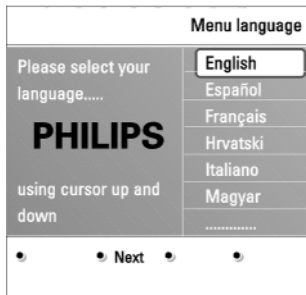 Menu language
Please select your
language.....
PHILIPS
using cursor up and
down
English
Español
Français
Hrvatski
Italiano
Magyar
.............
Next